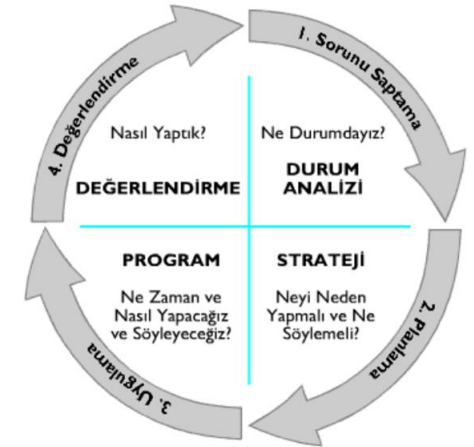 1. Sorunu Saptama
Ne Durumdayız?
DURUM
ANALİZİ
2. Planlama
STRATEJİ
Neyi Neden
Yapmalı ve Ne
Söylemeli?
3. Uygulama
PROGRAM
Ne Zaman ve
Nasıl Yapacağız
ve Söyleyeceğiz?
4. Değerlendirme
Nasıl Yaptık?
DEĞERLENDİRME